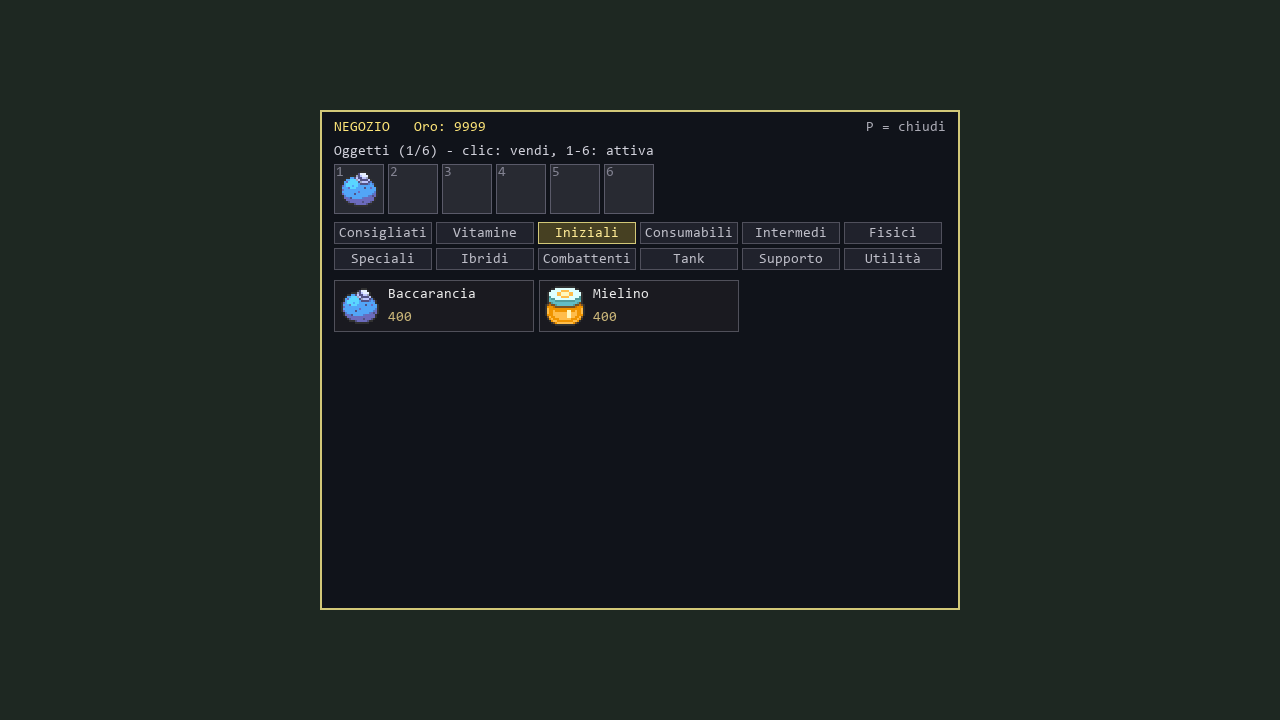 NEGOZIO   Oro: 9999   P = chiudi
Oggetti (1/6) - clic: vendi, 1-6: attiva
1 2 3 4 5 6
Consigliati Vitamine Iniziali Consumabili Intermedi Fisici
Speciali Ibridi Combattenti Tank Supporto Utilità
Baccarancia Mielino
400 400